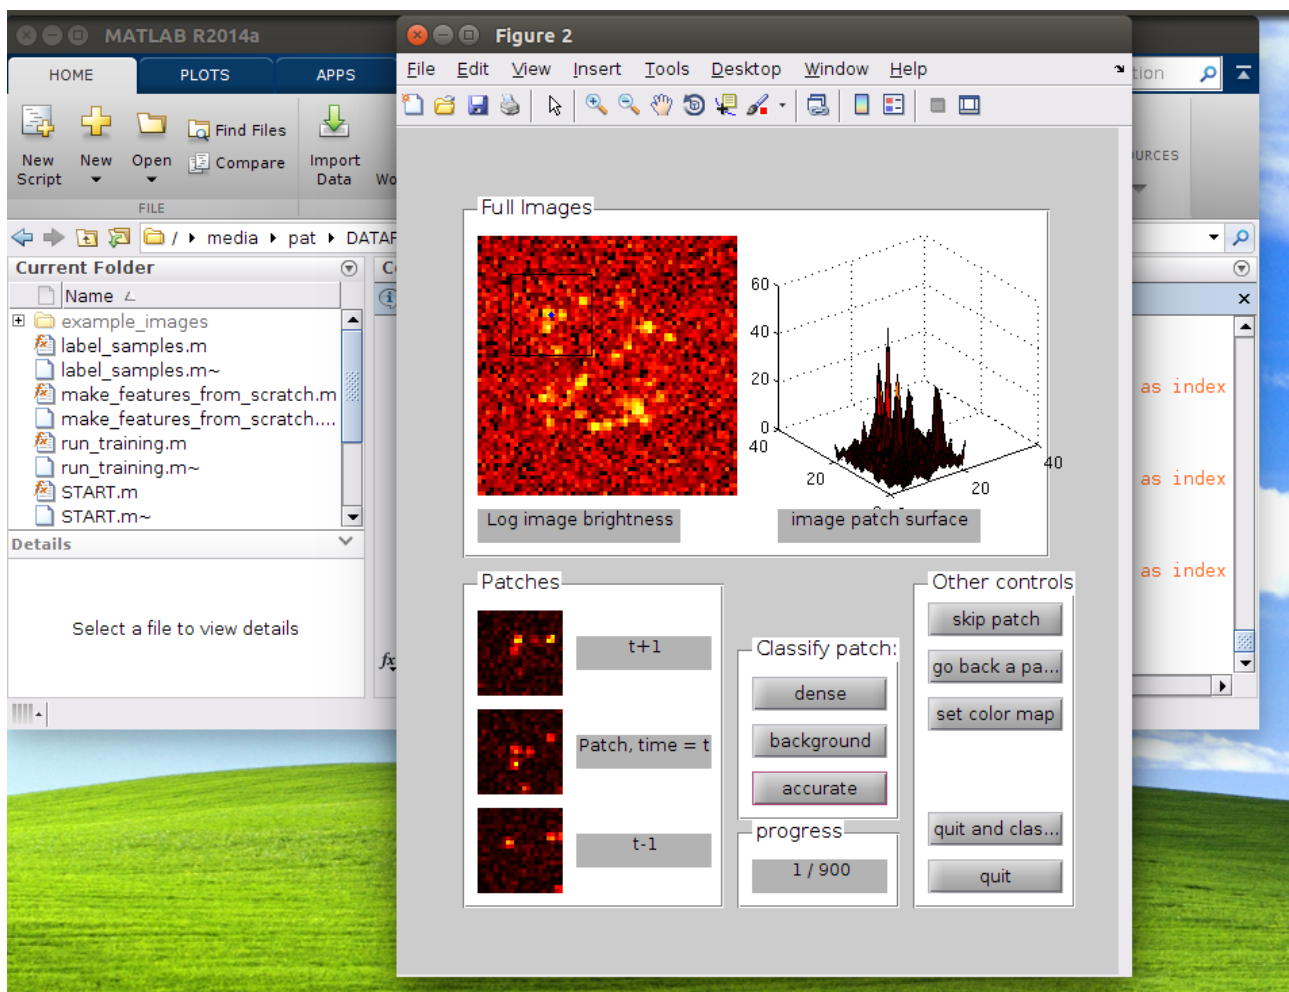 MATLAB R2014a
Figure 2
HOME PLOTS APPS
File Edit View Insert Tools Desktop Window Help
New Script
New
Open
Find Files
Compare
Import Data
FILE
/ media pat
Current Folder
Name
example_images
label_samples.m
label_samples.m~
make_features_from_scratch.m
make_features_from_scratch....
run_training.m
run_training.m~
START.m
START.m~
Details
Select a file to view details
fx
Full Images
60
40
20
0
40
20
20
40
Log image brightness
image patch surface
Patches
t+1
Patch, time = t
t-1
Classify patch:
dense
background
accurate
progress
1 / 900
Other controls
skip patch
go back a pa...
set color map
quit and clas...
quit
as index
as index
as index